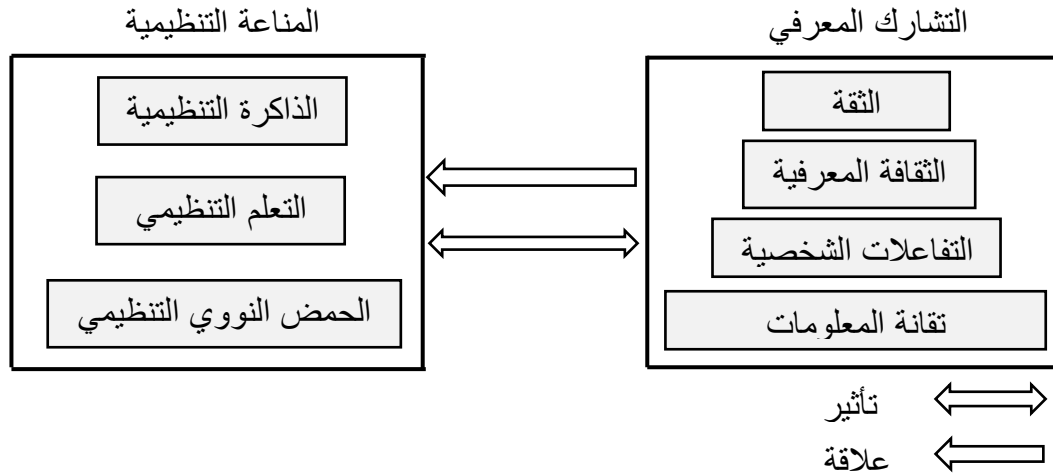 التشارك المعرفي
الثقة
الثقافة المعرفية
التفاعلات الشخصية
تقانة المعلومات
المناعة التنظيمية
الذاكرة التنظيمية
التعلم التنظيمي
الحمض النووي التنظيمي
تأثير
علاقة